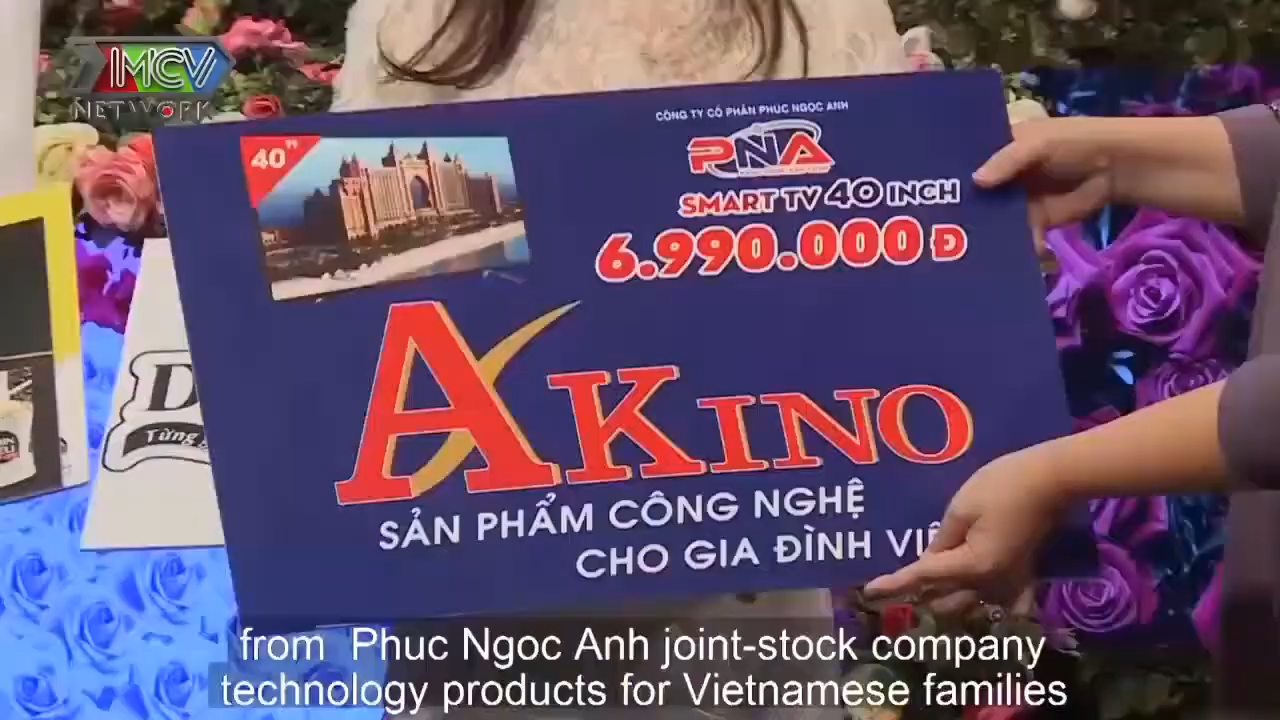 MCV
NETWORK
40"
CÔNG TY CỔ PHẦN PHÚC NGỌC ANH
PNA
SMART TV 40 INCH
6.990.000 Đ
AKINO
SẢN PHẨM CÔNG NGHỆ
CHO GIA ĐÌNH
Từng
from Phuc Ngoc Anh joint-stock company
technology products for Vietnamese families